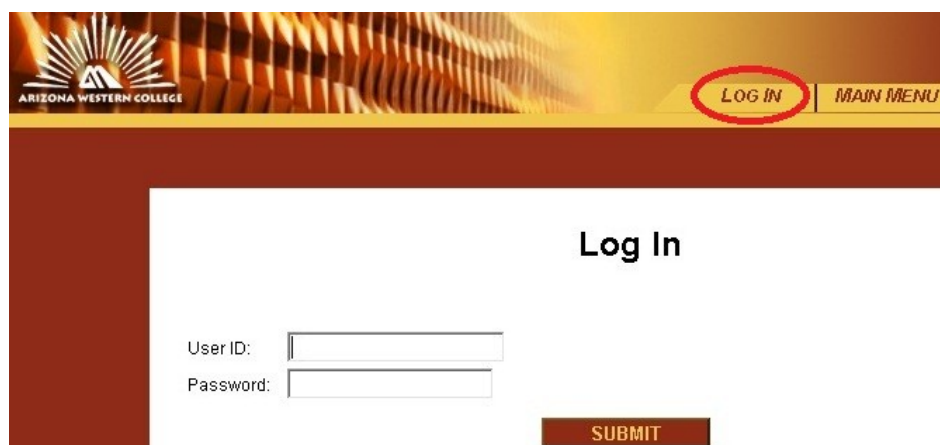 ARIZONA WESTERN COLLEGE
LOG IN
MAIN MENU
Log In
User ID:
Password:
SUBMIT